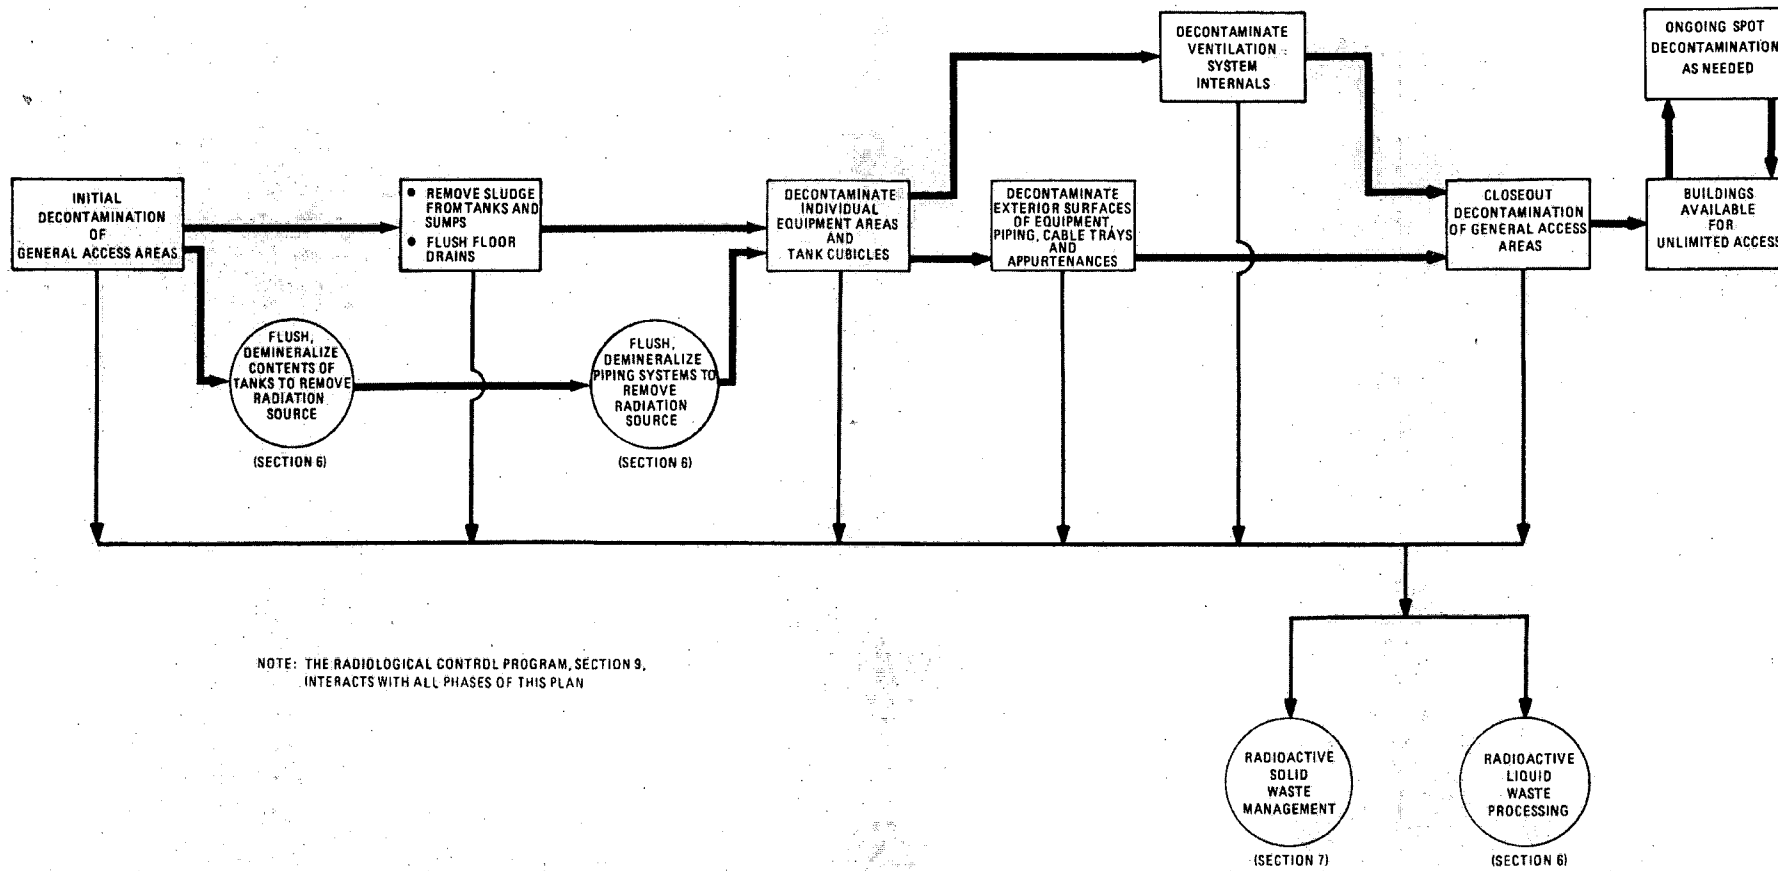 INITIAL
DECONTAMINATION
OF
GENERAL ACCESS AREAS
● REMOVE SLUDGE
FROM TANKS AND
SUMPS
● FLUSH FLOOR
DRAINS
FLUSH,
DEMINERALIZE
CONTENTS OF
TANKS TO REMOVE
RADIATION
SOURCE
(SECTION 6)
FLUSH,
DEMINERALIZE
PIPING SYSTEMS TO
REMOVE
RADIATION
SOURCE
(SECTION 6)
DECONTAMINATE
INDIVIDUAL
EQUIPMENT AREAS
AND
TANK CUBICLES
DECONTAMINATE
VENTILATION
SYSTEM
INTERNALS
DECONTAMINATE
EXTERIOR SURFACES
OF EQUIPMENT,
PIPING, CABLE TRAYS
AND
APPURTENANCES
CLOSEOUT
DECONTAMINATION
OF GENERAL ACCESS
AREAS
ONGOING SPOT
DECONTAMINATION
AS NEEDED
BUILDINGS
AVAILABLE
FOR
UNLIMITED ACCESS
NOTE: THE RADIOLOGICAL CONTROL PROGRAM, SECTION 9,
INTERACTS WITH ALL PHASES OF THIS PLAN
RADIOACTIVE
SOLID
WASTE
MANAGEMENT
(SECTION 7)
RADIOACTIVE
LIQUID
WASTE
PROCESSING
(SECTION 6)